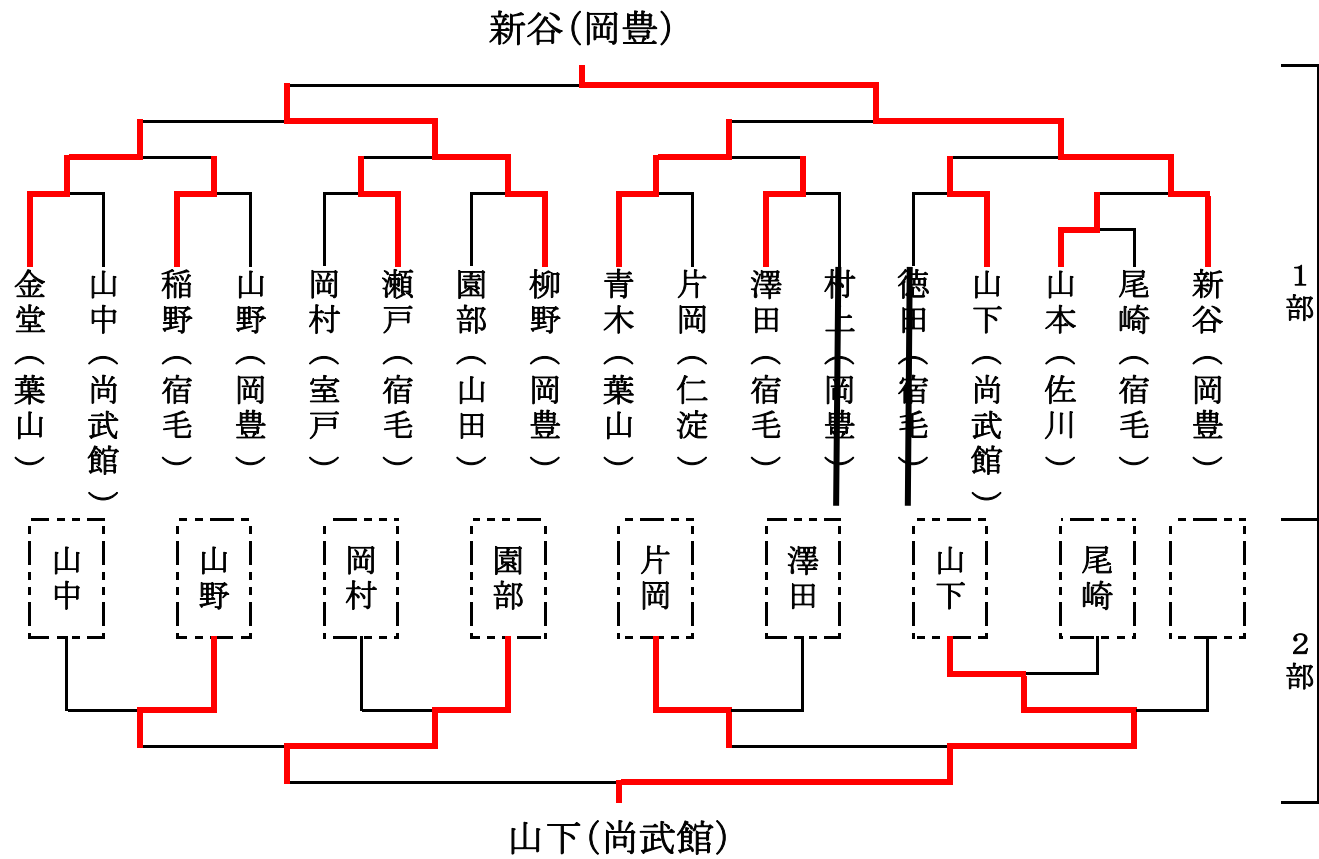 新谷(岡豊)
金堂(葉山)
山中(尚武館)
稲野(宿毛)
山野(岡豊)
岡村(室戸)
瀬戸(宿毛)
園部(山田)
柳野(岡豊)
青木(葉山)
片岡(仁淀)
澤田(宿毛)
村上(岡豊)
徳田(宿毛)
山下(尚武館)
山本(佐川)
尾崎(宿毛)
新谷(岡豊)
1部
山中
山野
岡村
園部
片岡
澤田
山下
尾崎
2部
山下(尚武館)